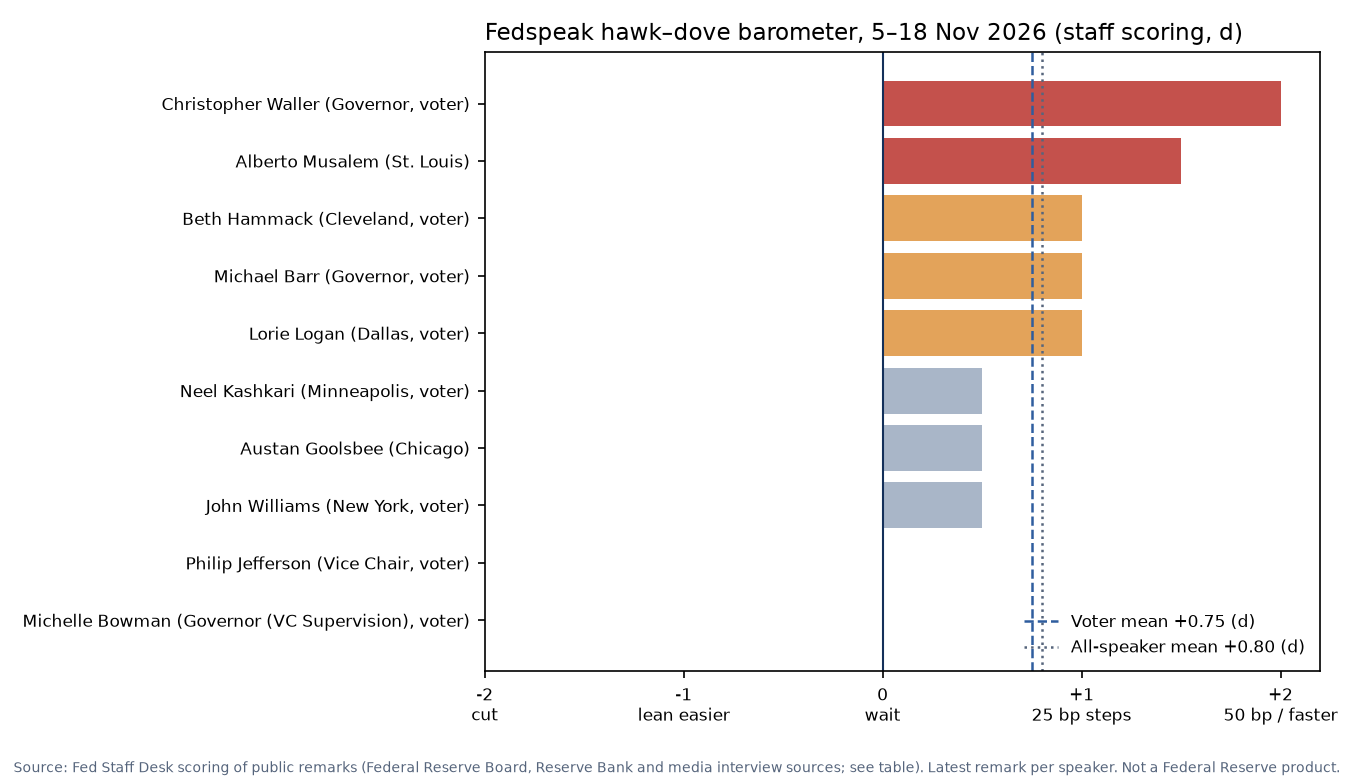 Fedspeak hawk–dove barometer, 5–18 Nov 2026 (staff scoring, d)
Christopher Waller (Governor, voter)
Alberto Musalem (St. Louis)
Beth Hammack (Cleveland, voter)
Michael Barr (Governor, voter)
Lorie Logan (Dallas, voter)
Neel Kashkari (Minneapolis, voter)
Austan Goolsbee (Chicago)
John Williams (New York, voter)
Philip Jefferson (Vice Chair, voter)
Michelle Bowman (Governor (VC Supervision), voter)
Voter mean +0.75 (d)
All-speaker mean +0.80 (d)
-2 -1 0 +1 +2
cut lean easier wait 25 bp steps 50 bp / faster
Source: Fed Staff Desk scoring of public remarks (Federal Reserve Board, Reserve Bank and media interview sources; see table). Latest remark per speaker. Not a Federal Reserve product.